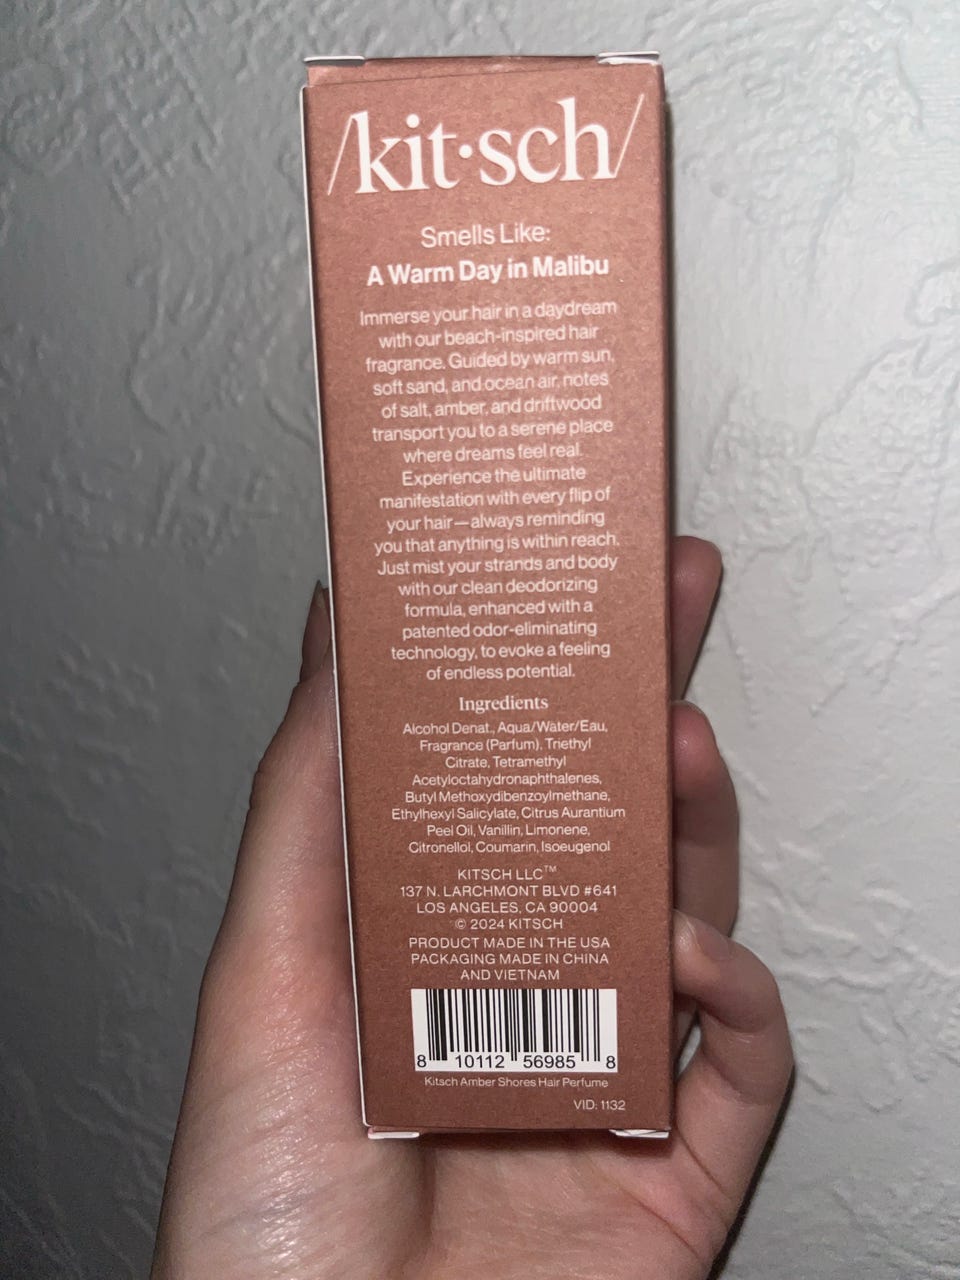 /kit·sch/
Smells Like:
A Warm Day in Malibu
Immerse your hair in a daydream
with our beach-inspired hair
fragrance. Guided by warm sun,
soft sand, and ocean air, notes
of salt, amber, and driftwood
transport you to a serene place
where dreams feel real.
Experience the ultimate
manifestation with every flip of
your hair—always reminding
you that anything is within reach.
Just mist your strands and body
with our clean deodorizing
formula, enhanced with a
patented odor-eliminating
technology, to evoke a feeling
of endless potential.
Ingredients
Alcohol Denat., Aqua/Water/Eau,
Fragrance (Parfum), Triethyl
Citrate, Tetramethyl
Acetyloctahydronaphthalenes,
Butyl Methoxydibenzoylmethane,
Ethylhexyl Salicylate, Citrus Aurantium
Peel Oil, Vanillin, Limonene,
Citronellol, Coumarin, Isoeugenol
KITSCH LLC™
137 N. LARCHMONT BLVD #641
LOS ANGELES, CA 90004
© 2024 KITSCH
PRODUCT MADE IN THE USA
PACKAGING MADE IN CHINA
AND VIETNAM
8 10112 56985 8
Kitsch Amber Shores Hair Perfume
VID: 1132